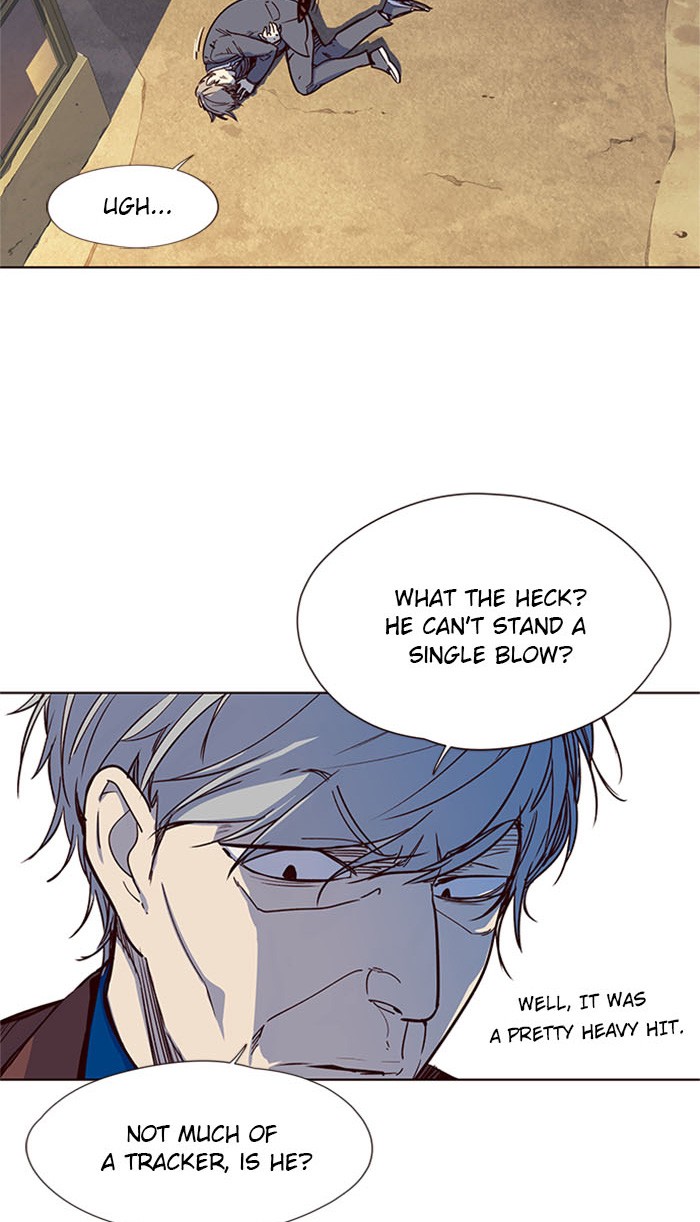 UGH...
WHAT THE HECK?
HE CAN'T STAND A
SINGLE BLOW?
WELL, IT WAS
A PRETTY HEAVY HIT.
NOT MUCH OF
A TRACKER, IS HE?